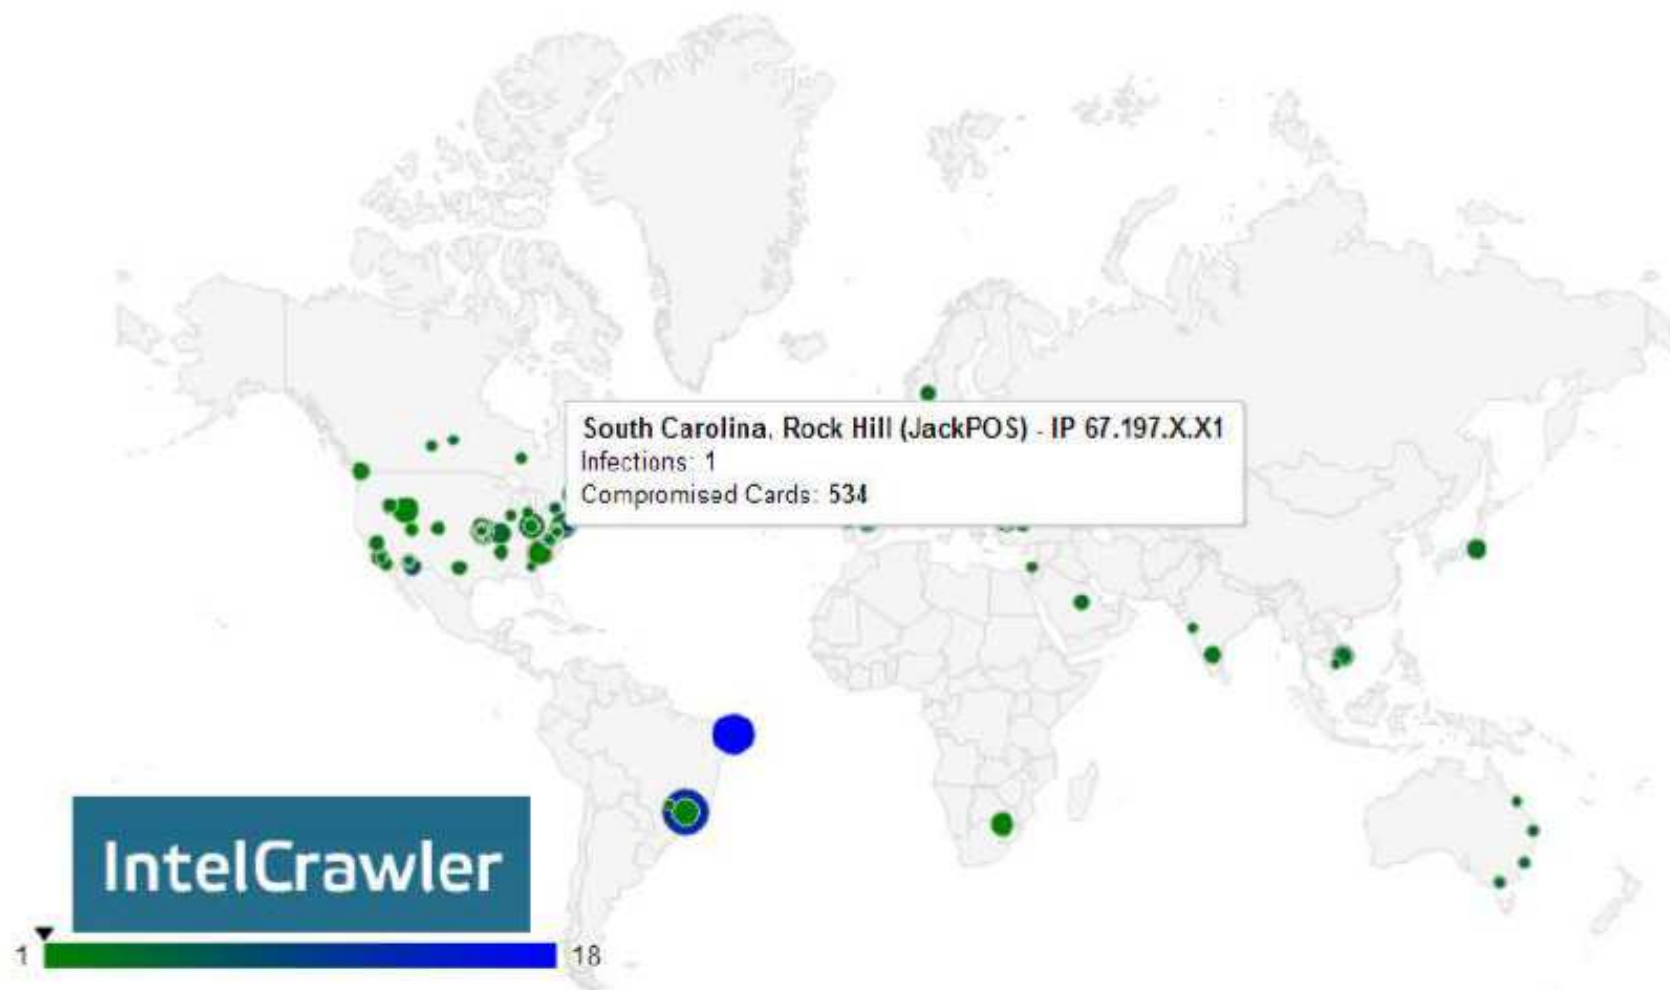 South Carolina, Rock Hill (JackPOS) - IP 67.197.X.X1
Infections: 1
Compromised Cards: 534
IntelCrawler
1 18